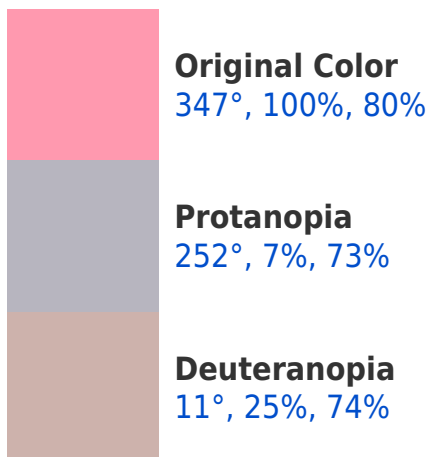 Original Color
347°, 100%, 80%
Protanopia
252°, 7%, 73%
Deuteranopia
11°, 25%, 74%